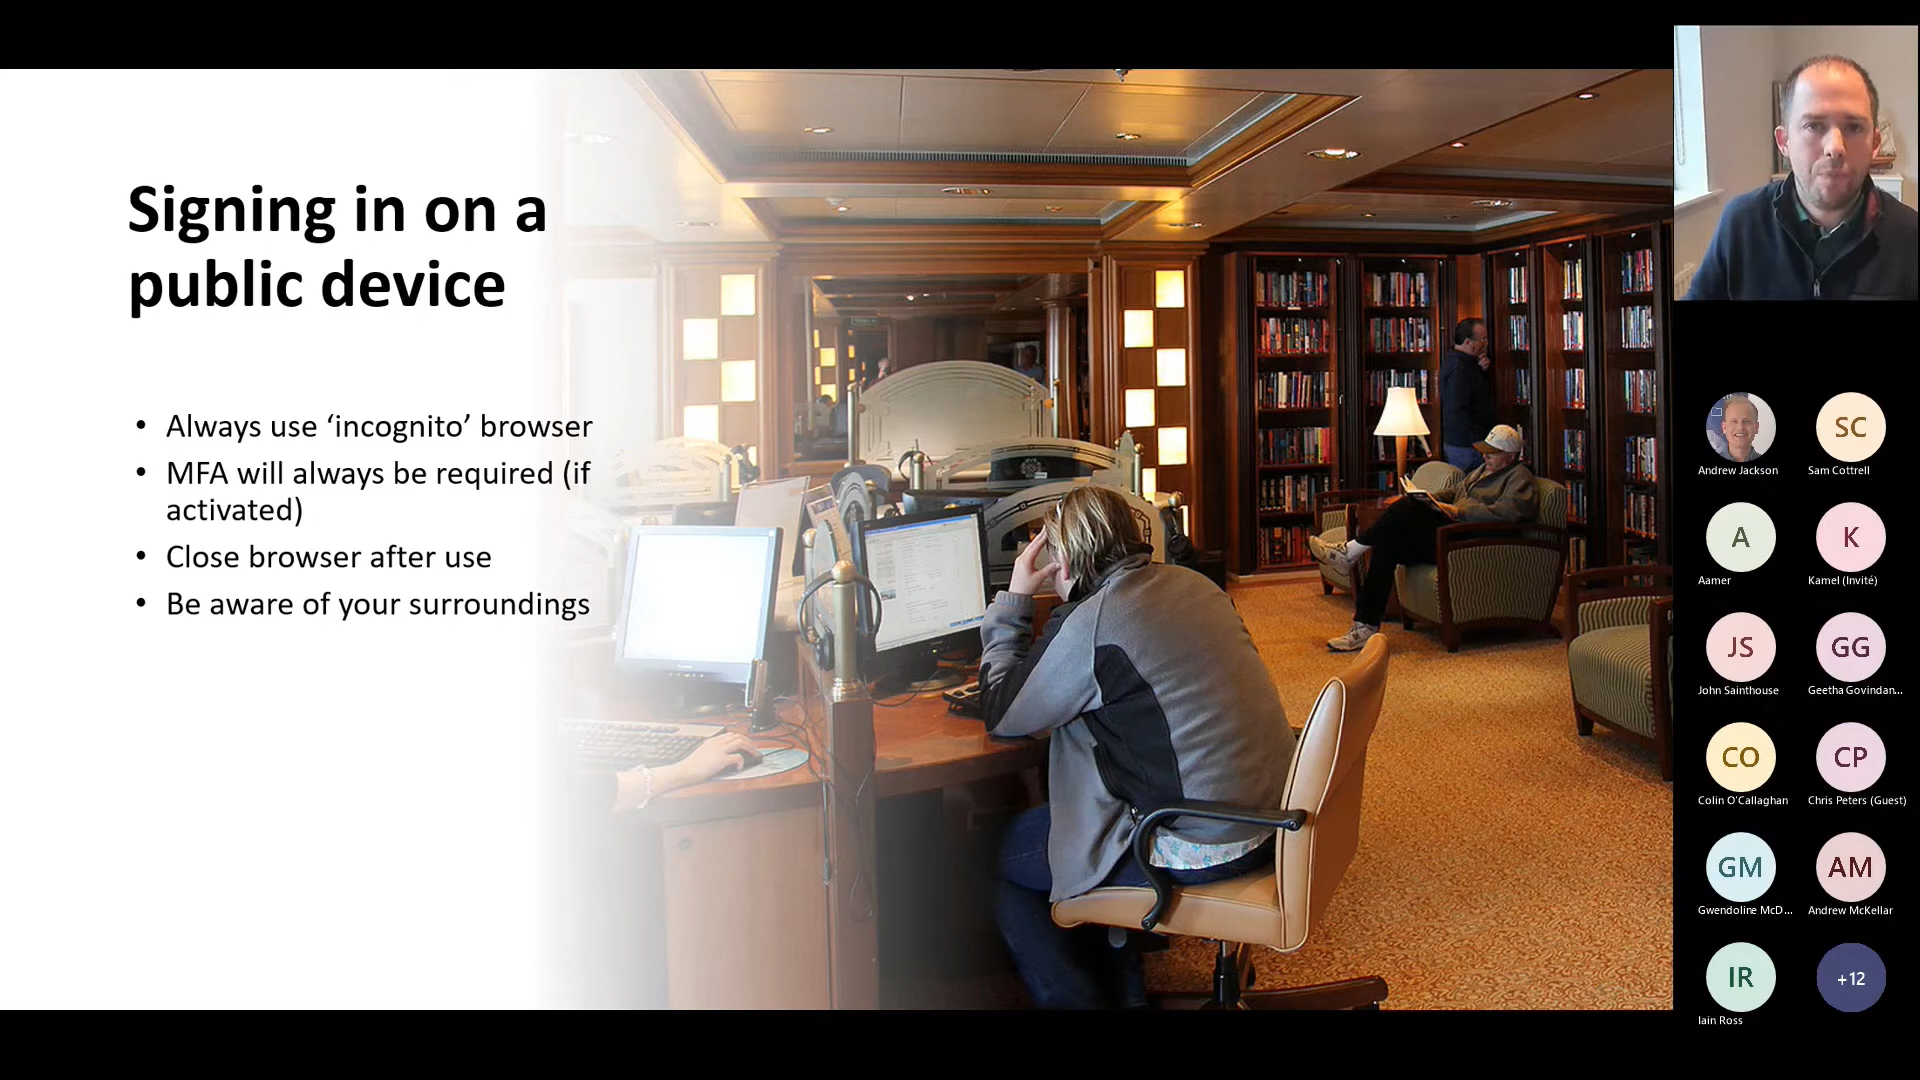 Signing in on a
public device
• Always use ‘incognito’ browser
• MFA will always be required (if
activated)
• Close browser after use
• Be aware of your surroundings
Andrew Jackson
SC
Sam Cottrell
A
Aamer
K
Kamel (Invité)
JS
John Sainthouse
GG
Geetha Govindan...
CO
Colin O'Callaghan
CP
Chris Peters (Guest)
GM
Gwendoline McD...
AM
Andrew McKellar
IR
Iain Ross
+12